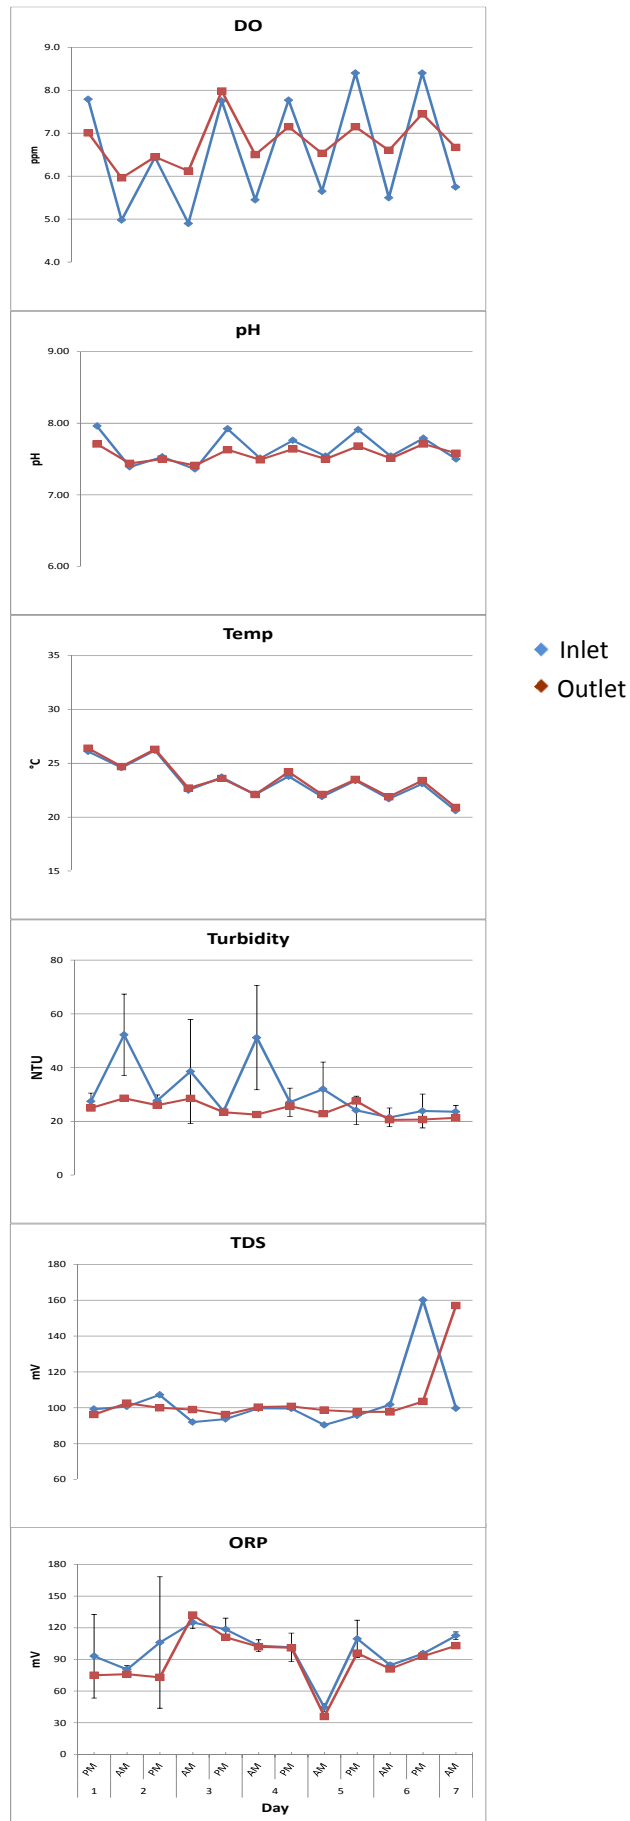 DO
9.0
8.0
7.0
6.0
5.0
4.0
ppm
pH
9.00
8.00
7.00
6.00
pH
Temp
35
30
25
20
15
°C
Inlet
Outlet
Turbidity
80
60
40
20
0
NTU
TDS
180
160
140
120
100
80
60
mV
ORP
180
150
120
90
60
30
0
mV
PM AM PM AM PM AM PM AM PM AM PM AM
1 2 3 4 5 6 7
Day